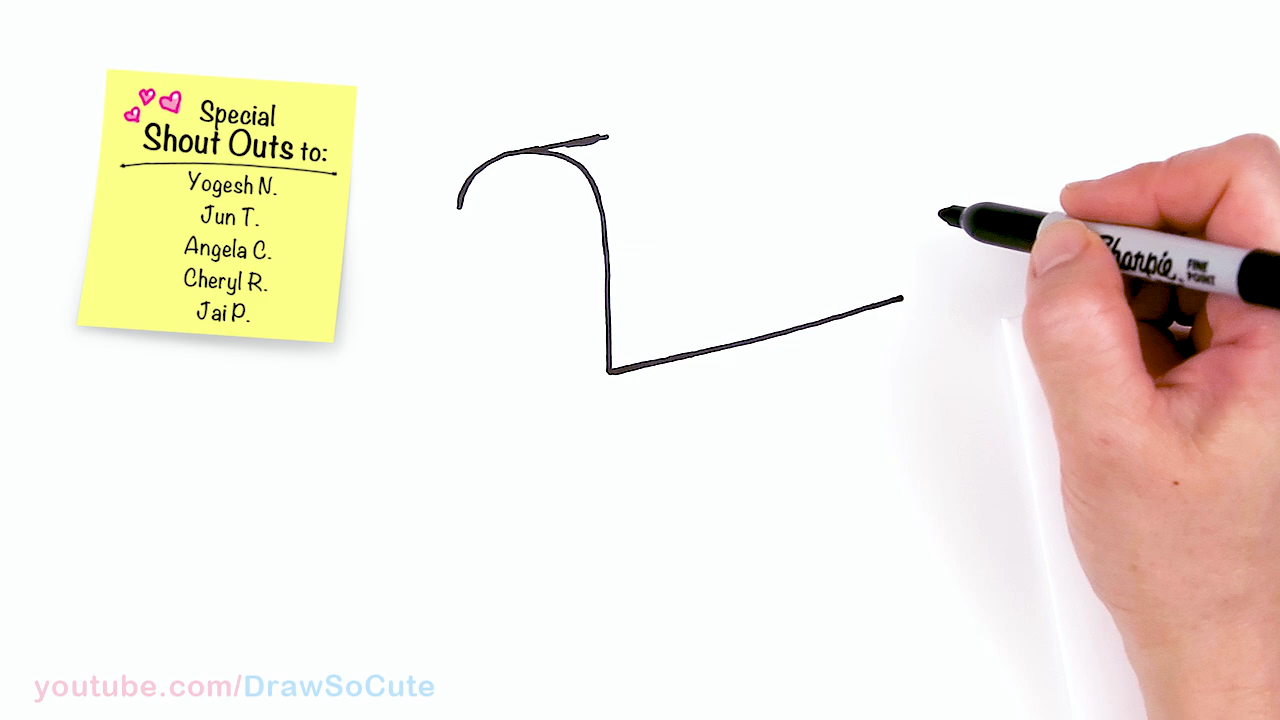 Special
Shout Outs to:
Yogesh N.
Jun T.
Angela C.
Cheryl R.
Jai P.
Sharpie
FINE
POINT
youtube.com/DrawSoCute